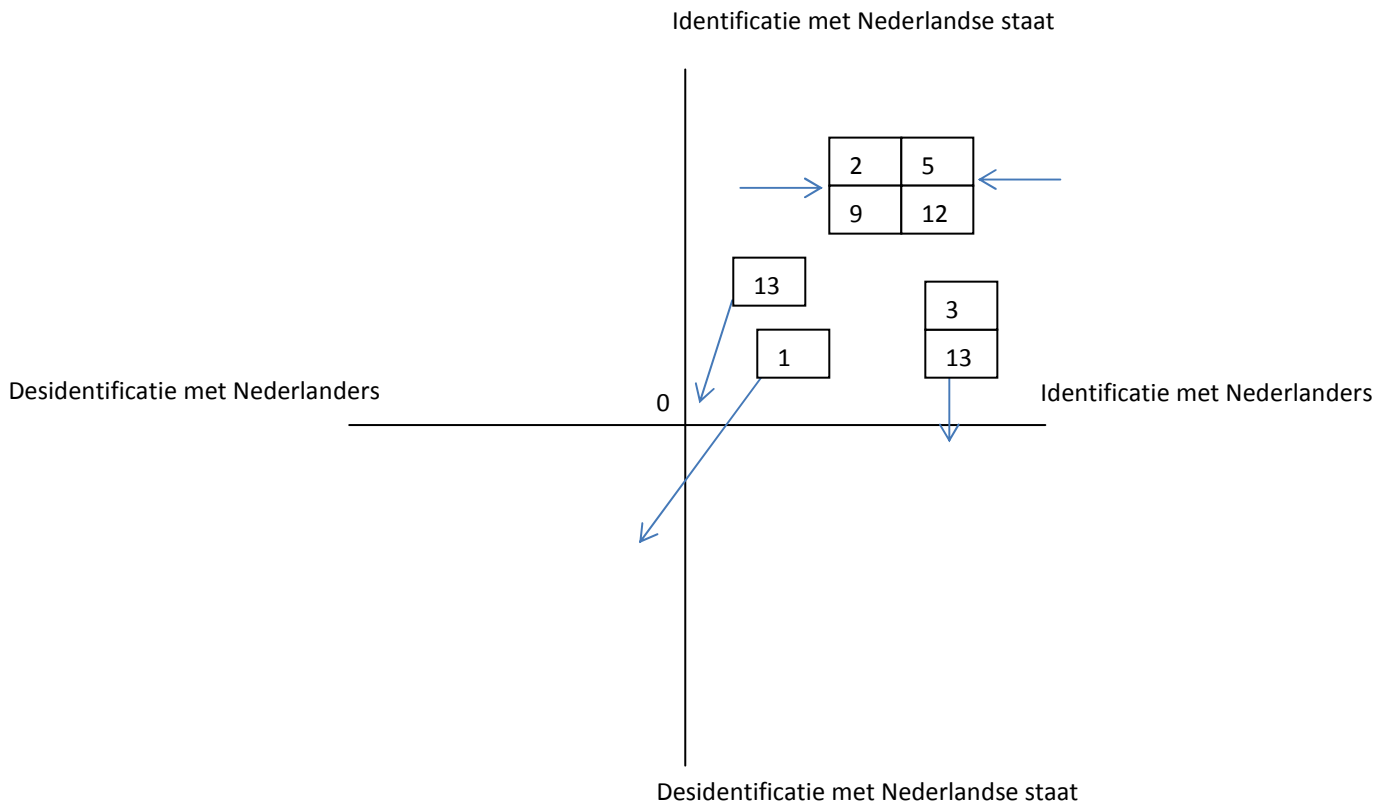 Identificatie met Nederlandse staat
2 5
9 12
13
3
1
13
Desidentificatie met Nederlanders
0
Identificatie met Nederlanders
Desidentificatie met Nederlandse staat